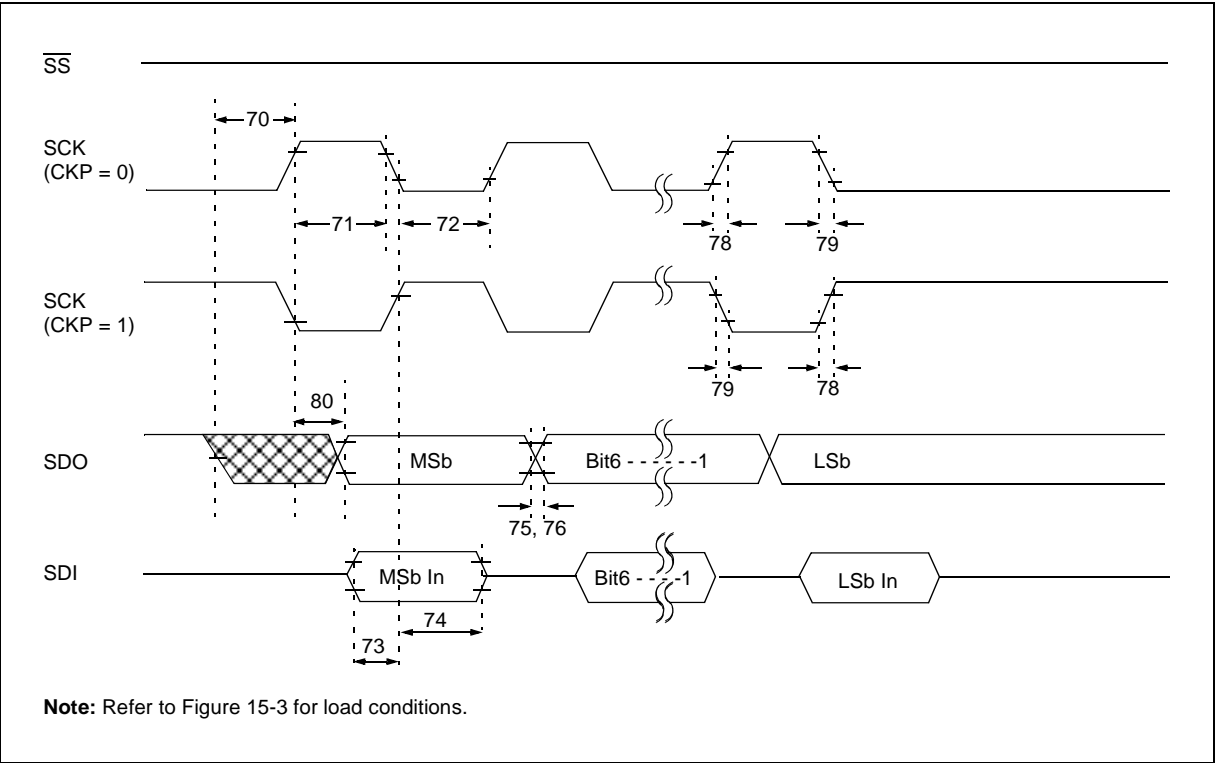 SS
70
SCK
(CKP = 0)
71
72
78
79
SCK
(CKP = 1)
79
78
80
SDO
MSb
Bit6 - - - - - -1
LSb
75, 76
SDI
MSb In
Bit6 - - - - -1
LSb In
74
73
Note: Refer to Figure 15-3 for load conditions.